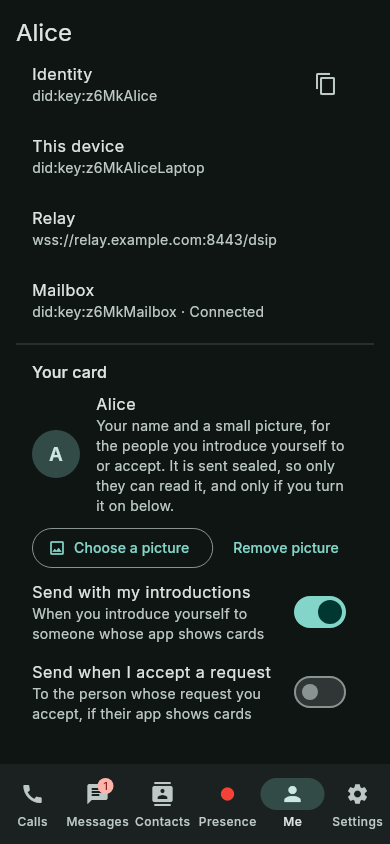 Alice
Identity
did:key:z6MkAlice
This device
did:key:z6MkAliceLaptop
Relay
wss://relay.example.com:8443/dsip
Mailbox
did:key:z6MkMailbox · Connected
Your card
A
Alice
Your name and a small picture, for
the people you introduce yourself to
or accept. It is sent sealed, so only
they can read it, and only if you turn
it on below.
Choose a picture
Remove picture
Send with my introductions
When you introduce yourself to
someone whose app shows cards
Send when I accept a request
To the person whose request you
accept, if their app shows cards
1
Calls
Messages
Contacts
Presence
Me
Settings